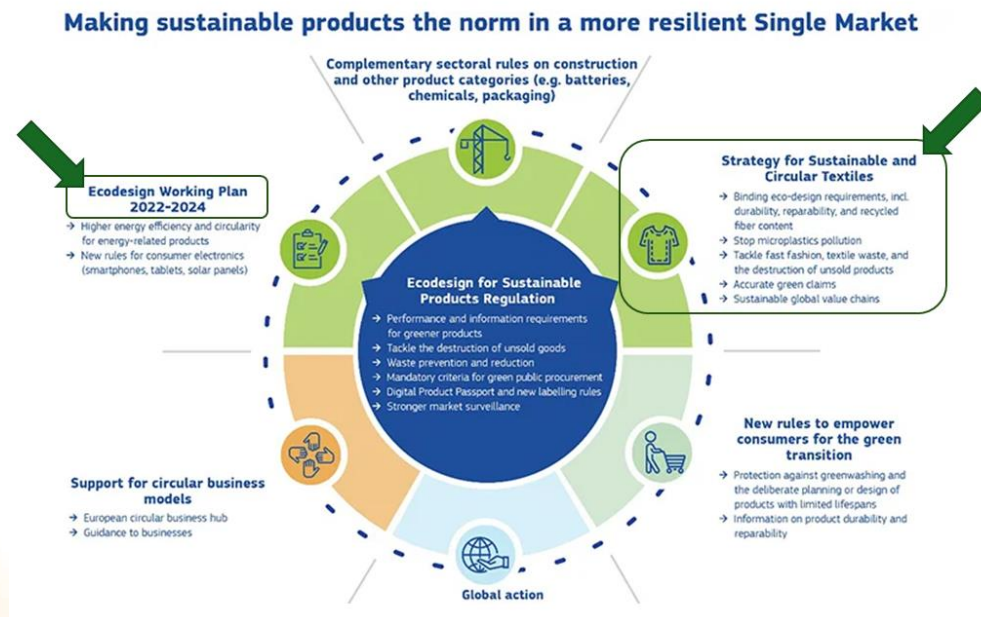 Making sustainable products the norm in a more resilient Single Market
Complementary sectoral rules on construction
and other product categories (e.g. batteries,
chemicals, packaging)
Ecodesign Working Plan
2022-2024
→ Higher energy efficiency and circularity
for energy-related products
→ New rules for consumer electronics
(smartphones, tablets, solar panels)
Strategy for Sustainable and
Circular Textiles
→ Binding eco-design requirements, incl.
durability, reparability, and recycled
fiber content
→ Stop microplastics pollution
→ Tackle fast fashion, textile waste, and
the destruction of unsold products
→ Accurate green claims
→ Sustainable global value chains
Ecodesign for Sustainable
Products Regulation
→ Performance and information requirements
for greener products
→ Tackle the destruction of unsold goods
→ Waste prevention and reduction
→ Mandatory criteria for green public procurement
→ Digital Product Passport and new labelling rules
→ Stronger market surveillance
New rules to empower
consumers for the green
transition
→ Protection against greenwashing and
the deliberate planning or design of
products with limited lifespans
→ Information on product durability and
reparability
Support for circular business
models
→ European circular business hub
→ Guidance to businesses
Global action